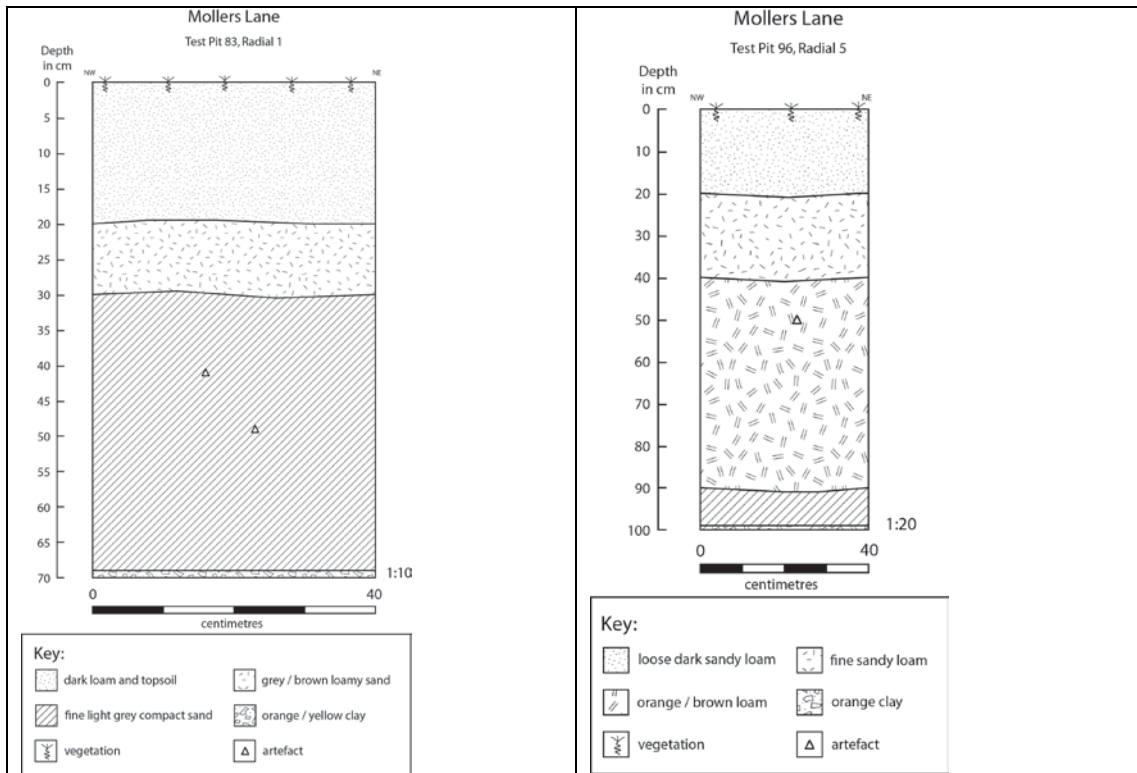 Mollers Lane
Test Pit 83, Radial 1
Depth
in cm
NW NE
0
5
10
15
20
25
30
35
40
45
50
55
60
65
70
1:10
0 40
centimetres
Key:
dark loam and topsoil grey / brown loamy sand
fine light grey compact sand orange / yellow clay
vegetation artefact
Mollers Lane
Test Pit 96, Radial 5
Depth
in cm
NW NE
0
10
20
30
40
50
60
70
80
90
100
1:20
0 40
centimetres
Key:
loose dark sandy loam fine sandy loam
orange / brown loam orange clay
vegetation artefact